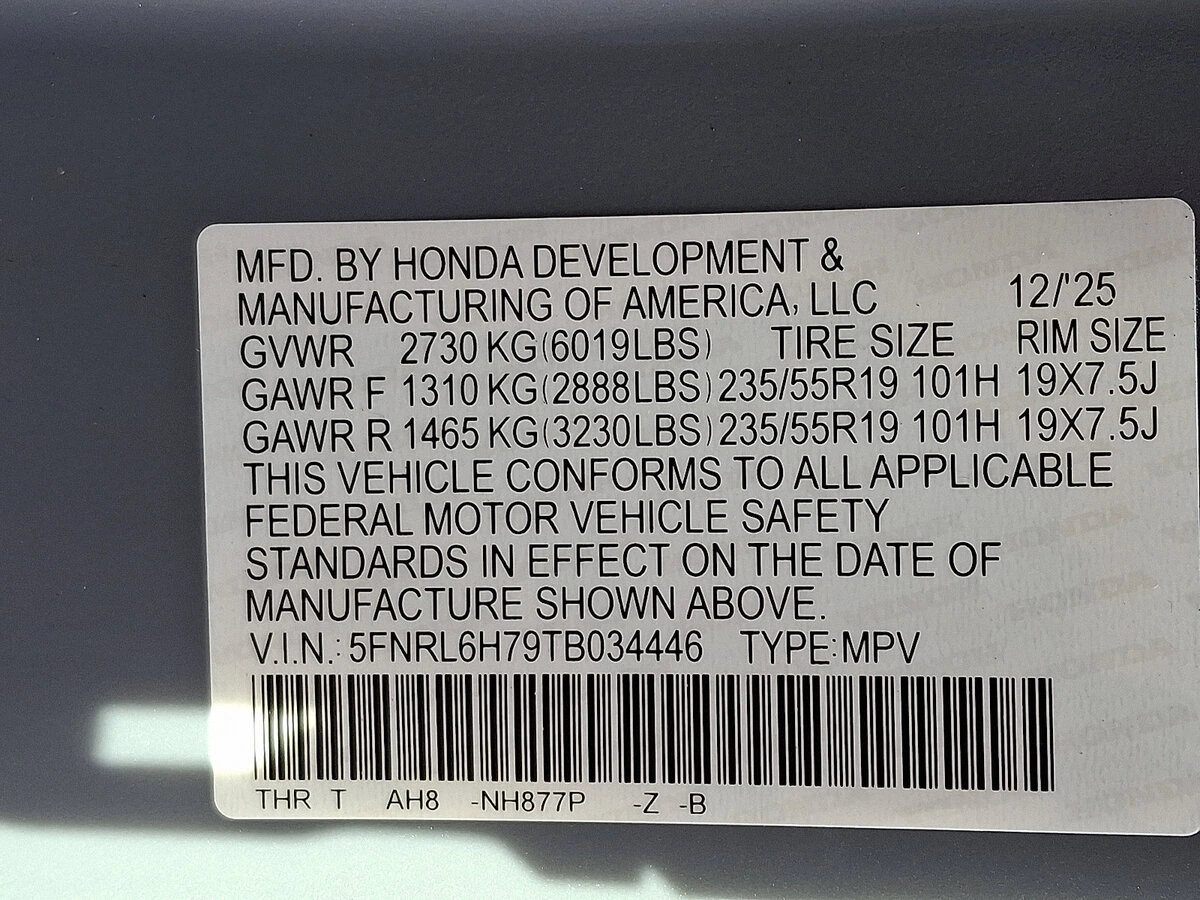 MFD. BY HONDA DEVELOPMENT &
MANUFACTURING OF AMERICA, LLC 12/'25
GVWR 2730 KG(6019LBS) TIRE SIZE RIM SIZE
GAWR F 1310 KG(2888LBS) 235/55R19 101H 19X7.5J
GAWR R 1465 KG(3230LBS) 235/55R19 101H 19X7.5J
THIS VEHICLE CONFORMS TO ALL APPLICABLE
FEDERAL MOTOR VEHICLE SAFETY
STANDARDS IN EFFECT ON THE DATE OF
MANUFACTURE SHOWN ABOVE.
V.I.N.: 5FNRL6H79TB034446 TYPE:MPV
THR T AH8 -NH877P -Z -B